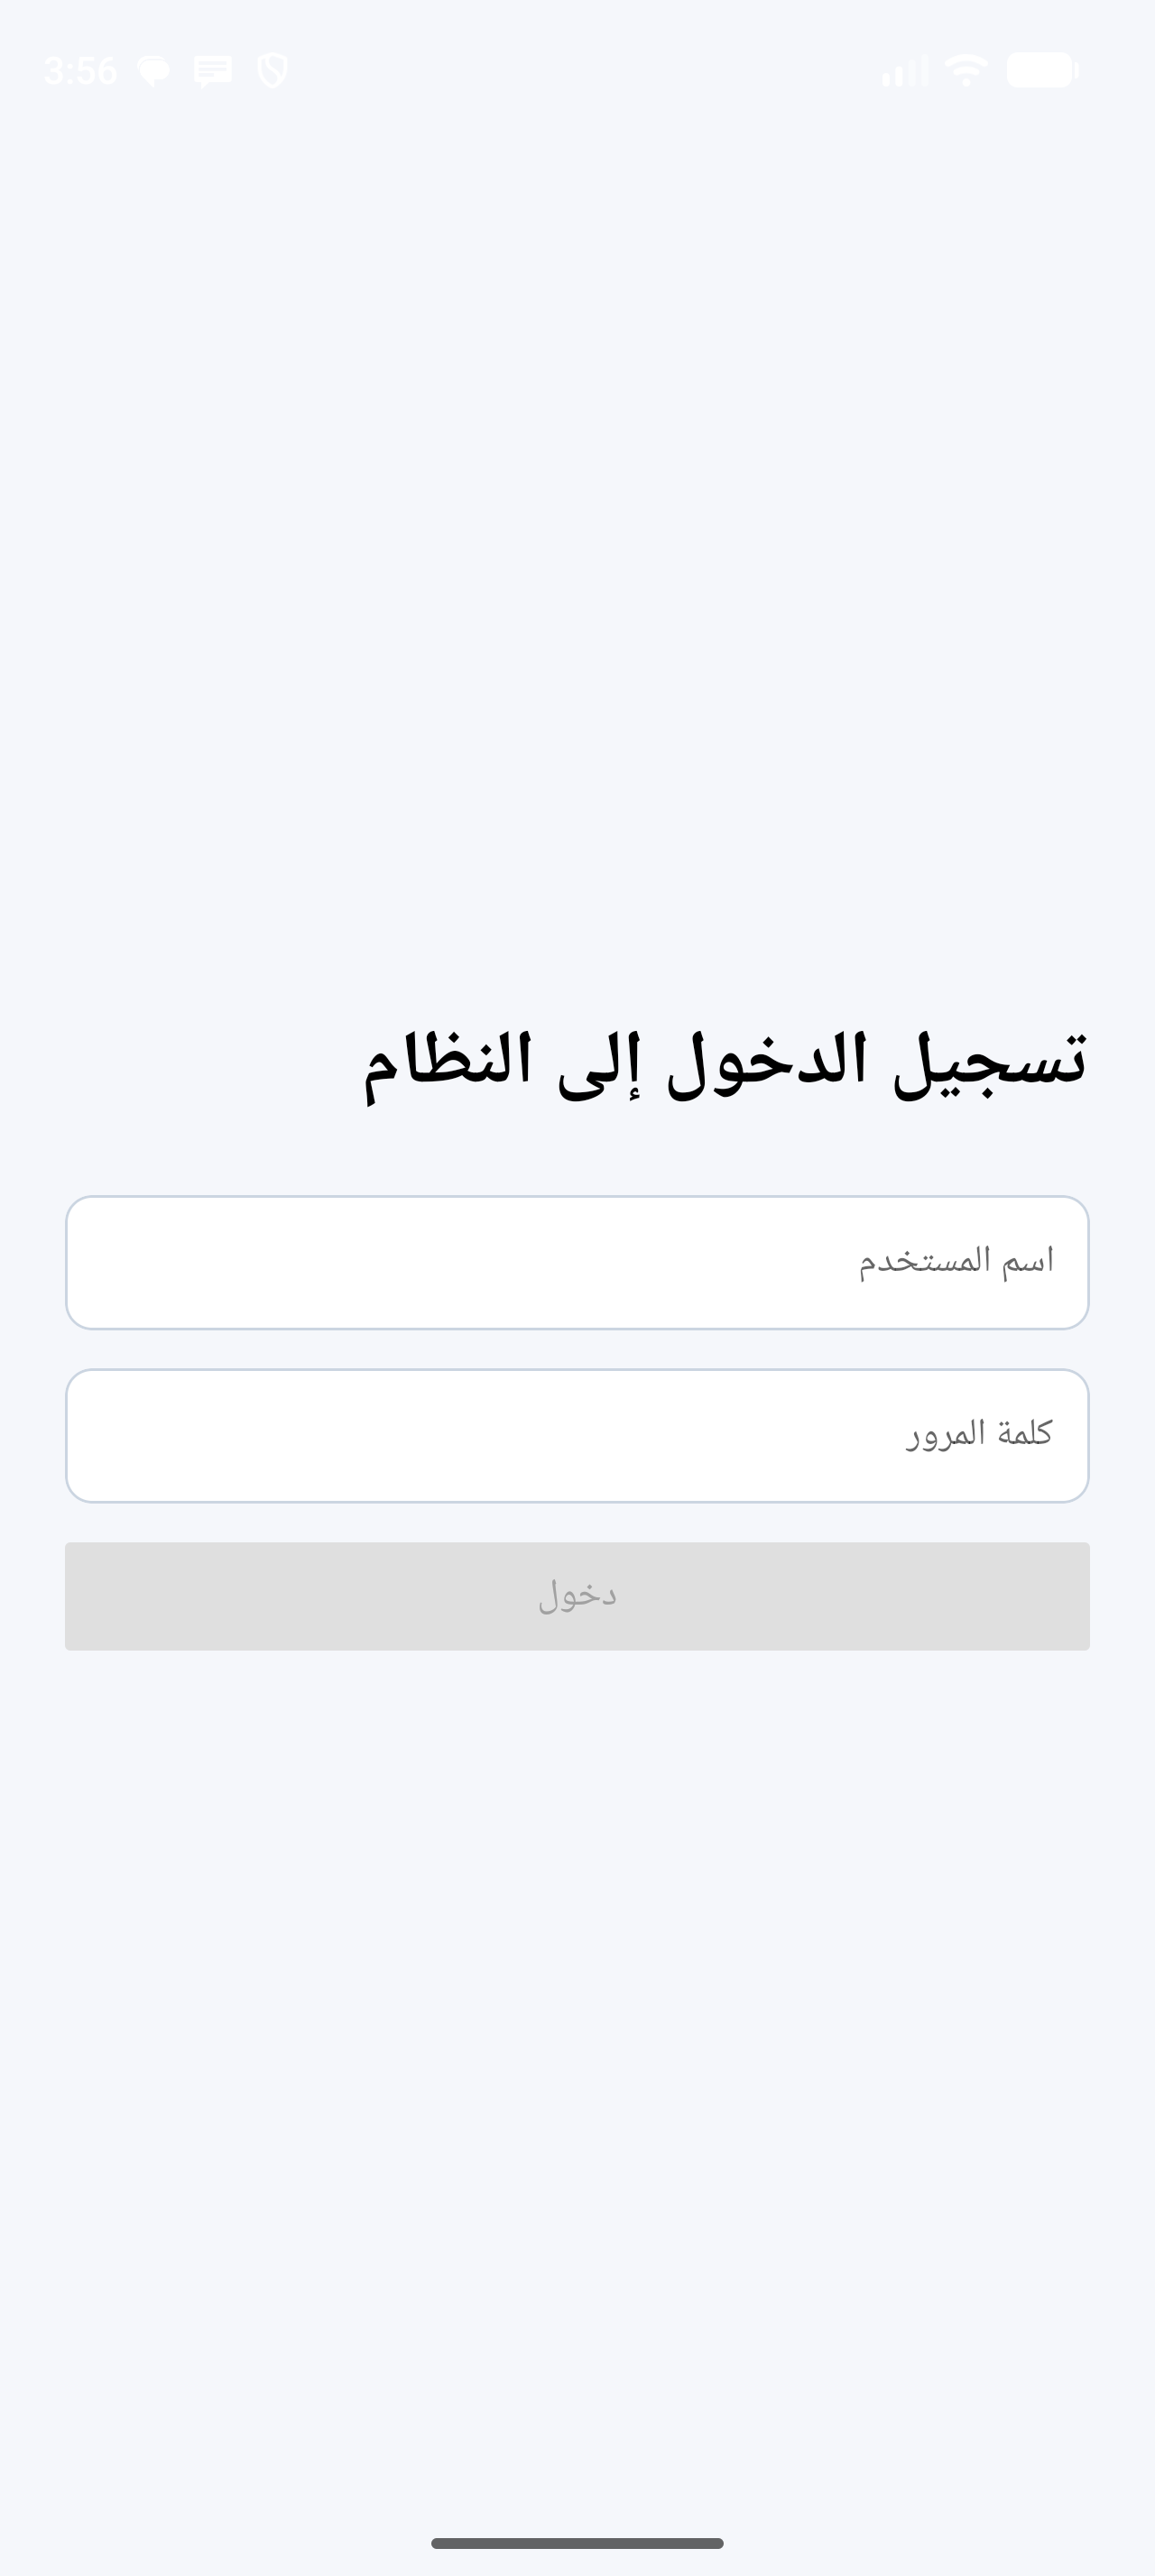 3:56
تسجيل الدخول إلى النظام
اسم المستخدم
كلمة المرور
دخول